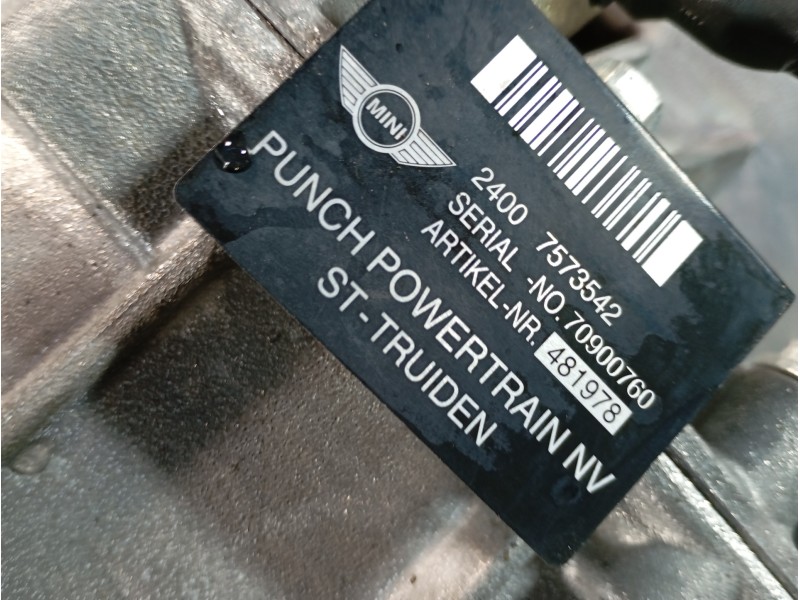 MINI
2400 7573542
SERIAL -NO. 70900760
ARTIKEL-NR. 481978
PUNCH POWERTRAIN NV
ST-TRUIDEN